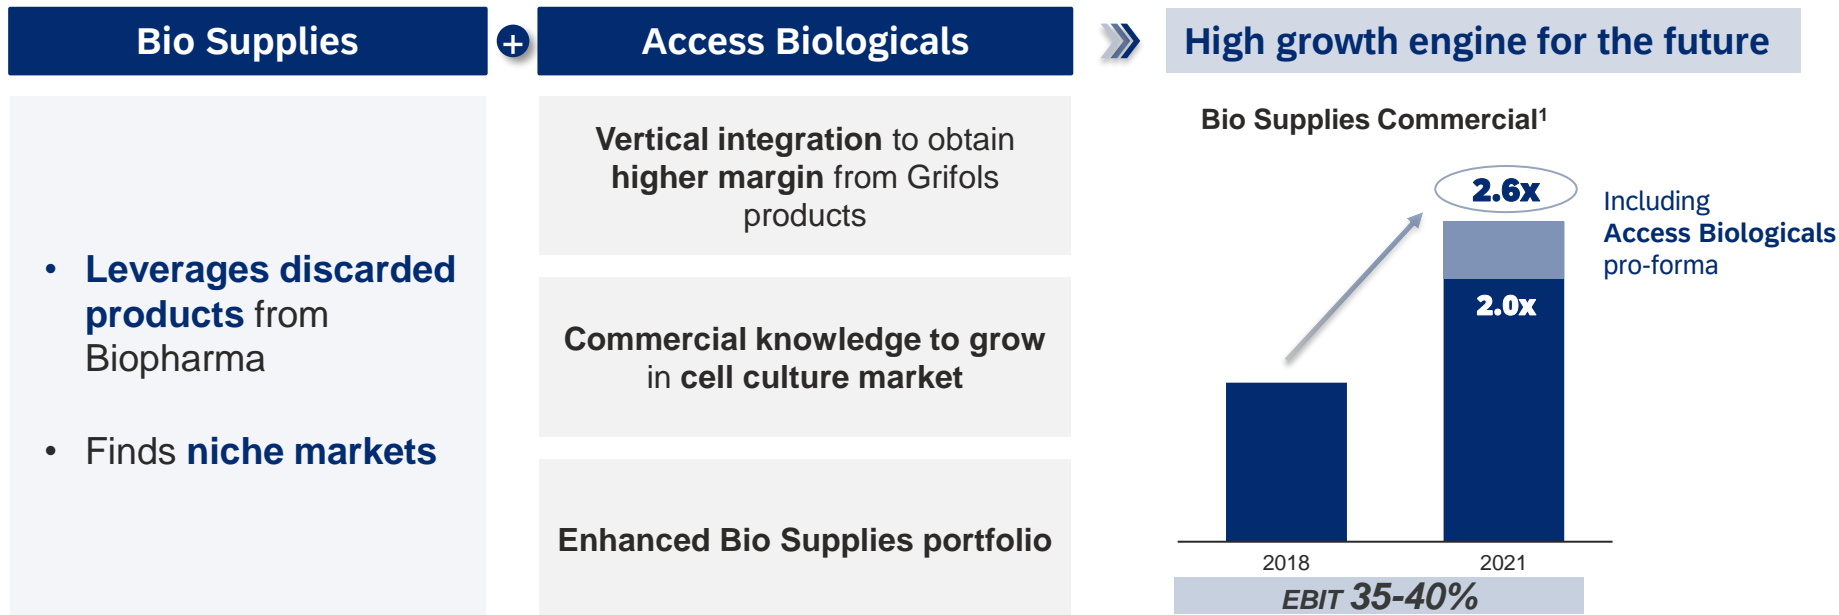 Bio Supplies
+
Access Biologicals
High growth engine for the future
• Leverages discarded
products from
Biopharma
• Finds niche markets
Vertical integration to obtain
higher margin from Grifols
products
Commercial knowledge to grow
in cell culture market
Enhanced Bio Supplies portfolio
Bio Supplies Commercial¹
2.6x
Including
Access Biologicals
pro-forma
2.0x
2018
2021
EBIT 35-40%